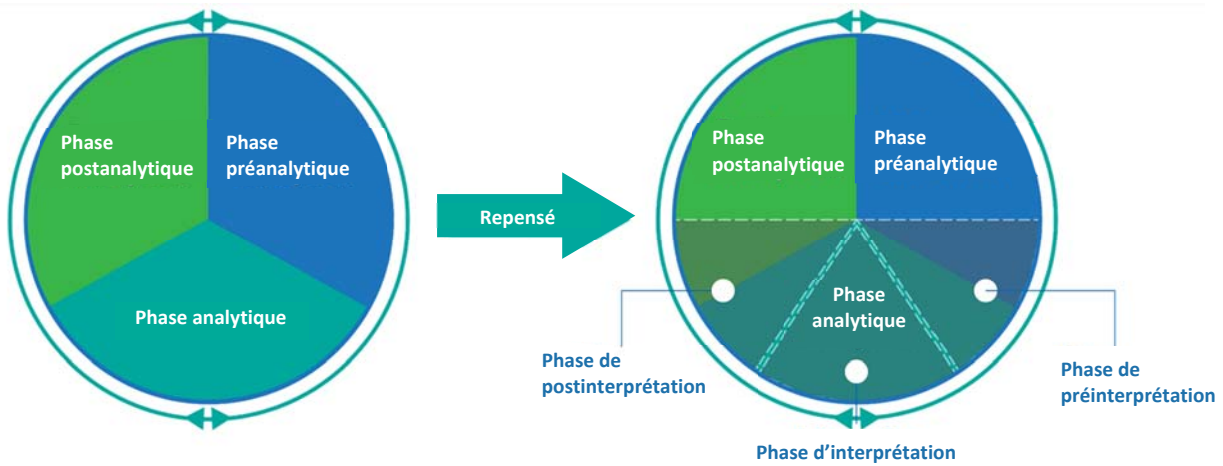 Phase
postanalytique
Phase
préanalytique
Phase analytique
Repensé
Phase
postanalytique
Phase
préanalytique
Phase
analytique
Phase de
postinterprétation
Phase de
préinterprétation
Phase d’interprétation